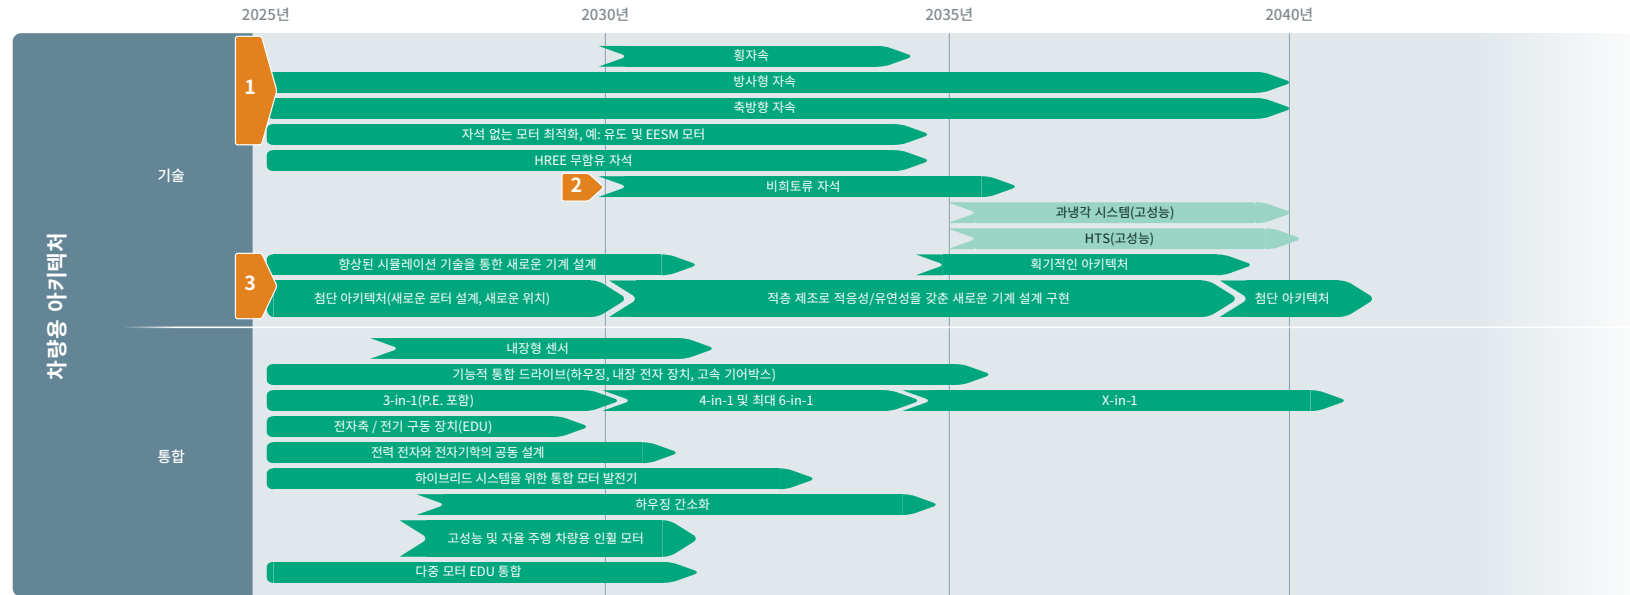 2025년 2030년 2035년 2040년
차량용 아키텍처
기술
1
횡자속
방사형 자속
축방향 자속
자석 없는 모터 최적화, 예: 유도 및 EESM 모터
HREE 무함유 자석
2 비희토류 자석
과냉각 시스템(고성능)
HTS(고성능)
3
향상된 시뮬레이션 기술을 통한 새로운 기계 설계 획기적인 아키텍처
첨단 아키텍처(새로운 로터 설계, 새로운 위치) 적층 제조로 적응성/유연성을 갖춘 새로운 기계 설계 구현 첨단 아키텍처
통합
내장형 센서
기능적 통합 드라이브(하우징, 내장 전자 장치, 고속 기어박스)
3-in-1(P.E. 포함) 4-in-1 및 최대 6-in-1 X-in-1
전자축 / 전기 구동 장치(EDU)
전력 전자와 전자기학의 공동 설계
하이브리드 시스템을 위한 통합 모터 발전기
하우징 간소화
고성능 및 자율 주행 차량용 인휠 모터
다중 모터 EDU 통합